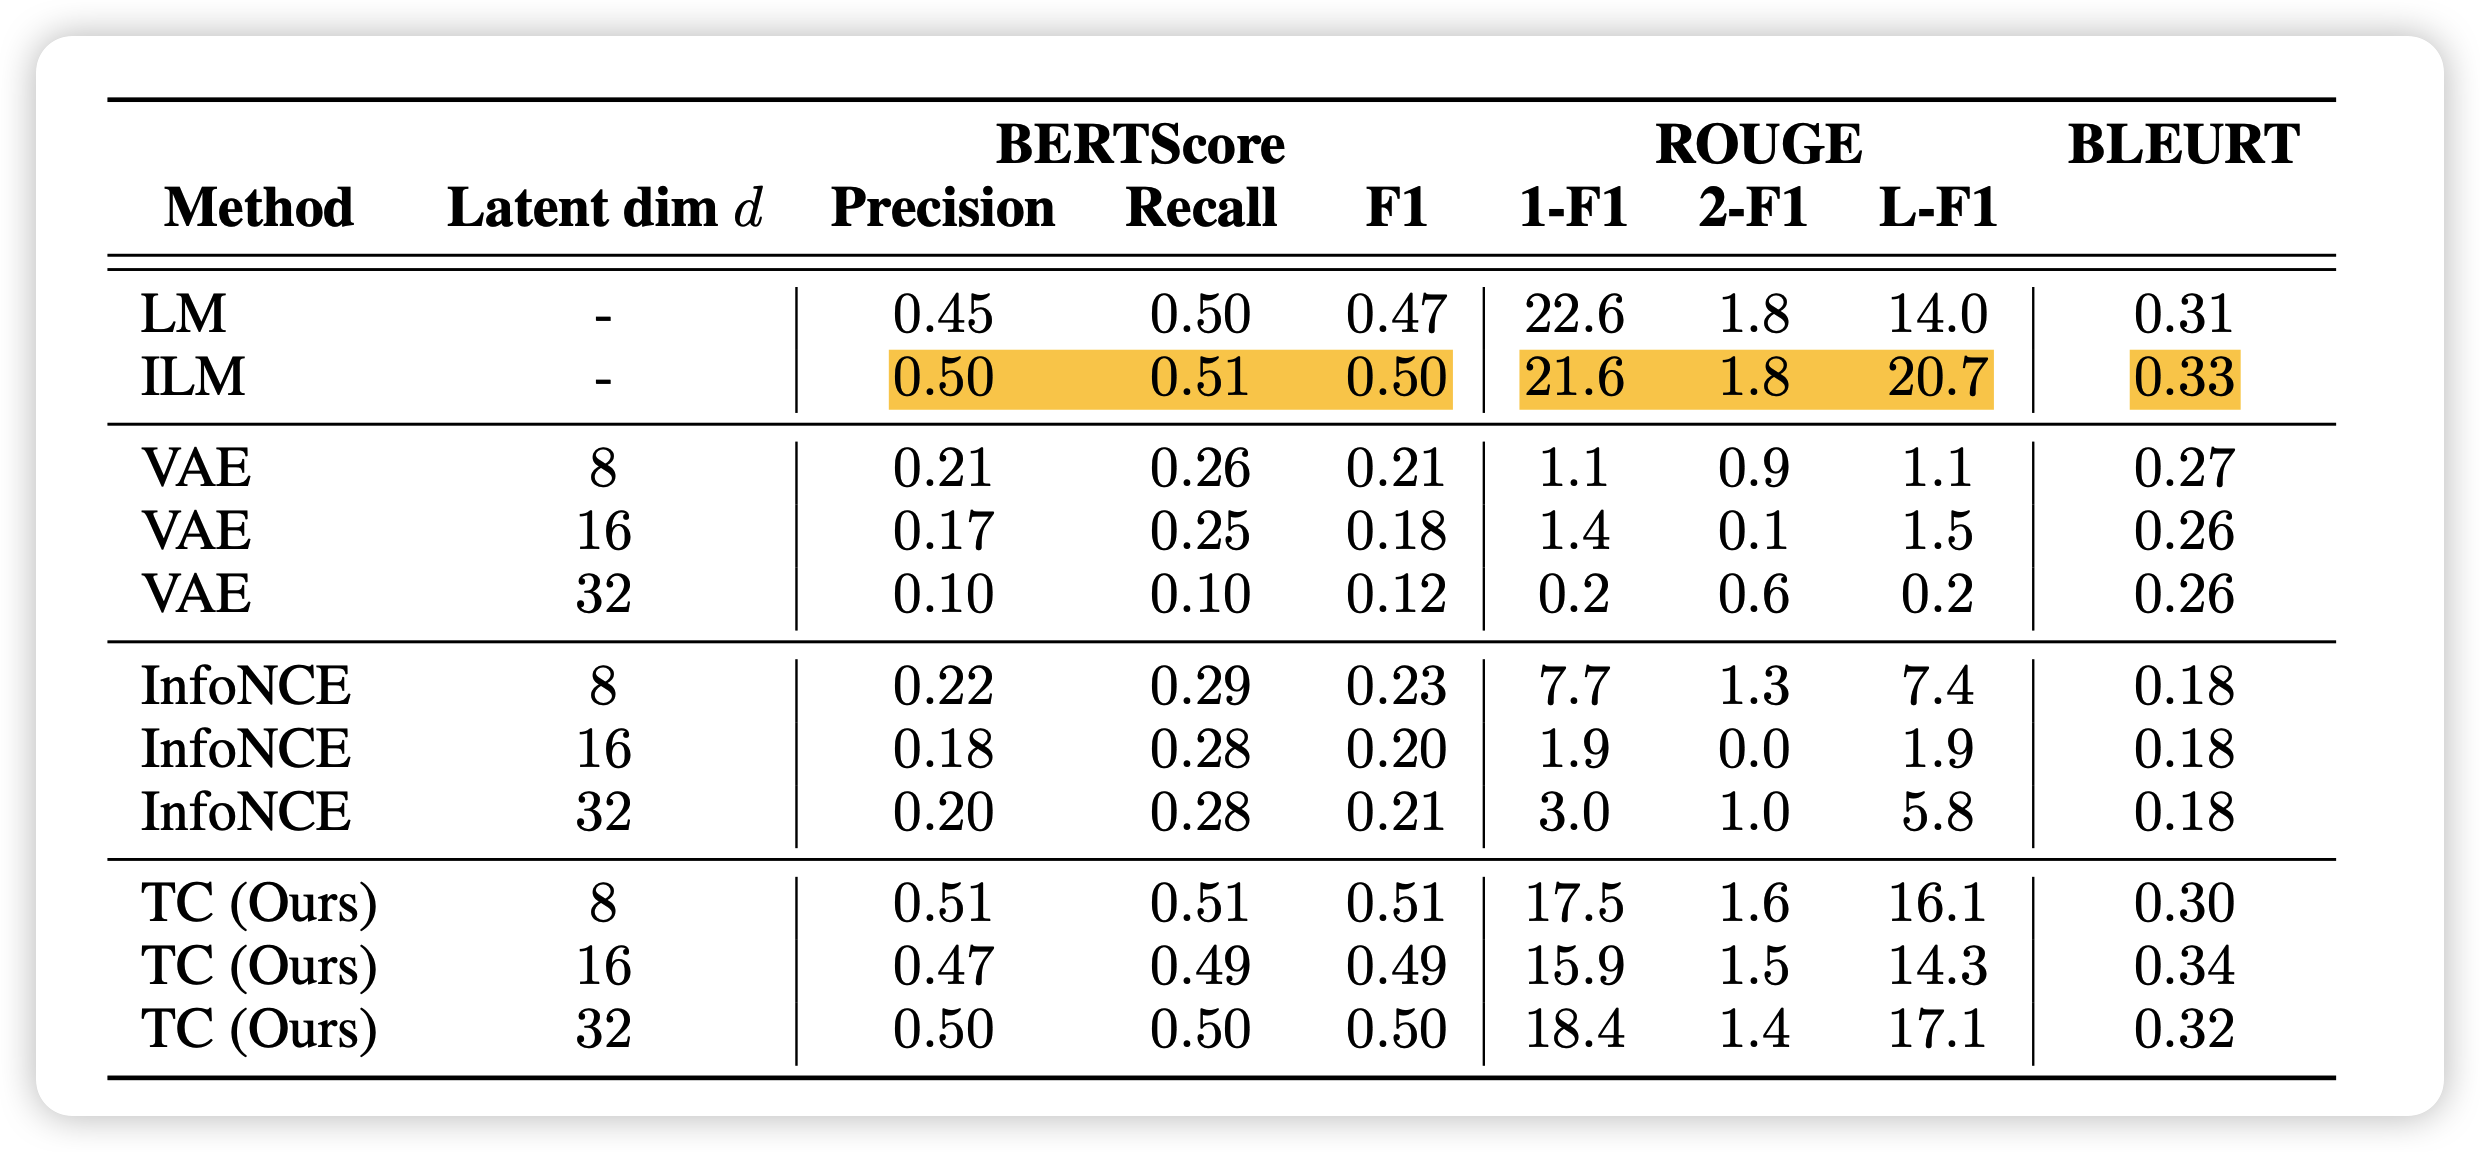 BERTScore ROUGE BLEURT
Method Latent dim d Precision Recall F1 1-F1 2-F1 L-F1
LM - 0.45 0.50 0.47 22.6 1.8 14.0 0.31
ILM - 0.50 0.51 0.50 21.6 1.8 20.7 0.33
VAE 8 0.21 0.26 0.21 1.1 0.9 1.1 0.27
VAE 16 0.17 0.25 0.18 1.4 0.1 1.5 0.26
VAE 32 0.10 0.10 0.12 0.2 0.6 0.2 0.26
InfoNCE 8 0.22 0.29 0.23 7.7 1.3 7.4 0.18
InfoNCE 16 0.18 0.28 0.20 1.9 0.0 1.9 0.18
InfoNCE 32 0.20 0.28 0.21 3.0 1.0 5.8 0.18
TC (Ours) 8 0.51 0.51 0.51 17.5 1.6 16.1 0.30
TC (Ours) 16 0.47 0.49 0.49 15.9 1.5 14.3 0.34
TC (Ours) 32 0.50 0.50 0.50 18.4 1.4 17.1 0.32